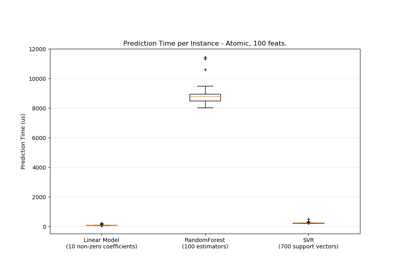 Prediction Time per Instance - Atomic, 100 feats.
12000
10000
8000
6000
4000
2000
0
Prediction Time (us)
Linear Model
(10 non-zero coefficients)
RandomForest
(100 estimators)
SVR
(700 support vectors)